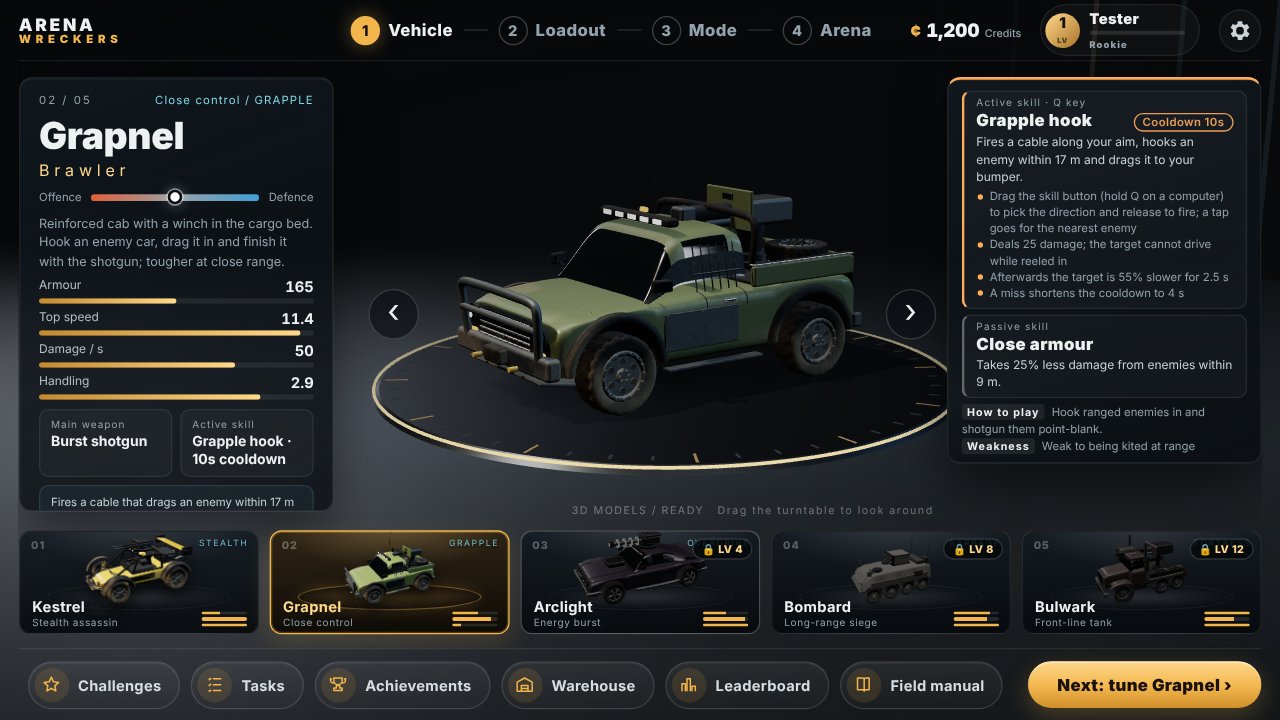 ARENA
WRECKERS
1 Vehicle
2 Loadout
3 Mode
4 Arena
¢ 1,200 Credits
1
LV
Tester
Rookie
02 / 05
Close control / GRAPPLE
Grapnel
Brawler
Offence
Defence
Reinforced cab with a winch in the cargo bed.
Hook an enemy car, drag it in and finish it
with the shotgun; tougher at close range.
Armour 165
Top speed 11.4
Damage / s 50
Handling 2.9
Main weapon
Burst shotgun
Active skill
Grapple hook ·
10s cooldown
Fires a cable that drags an enemy within 17 m
‹
›
Active skill · Q key
Grapple hook
Cooldown 10s
Fires a cable along your aim, hooks an
enemy within 17 m and drags it to your
bumper.
Drag the skill button (hold Q on a computer)
to pick the direction and release to fire; a tap
goes for the nearest enemy
Deals 25 damage; the target cannot drive
while reeled in
Afterwards the target is 55% slower for 2.5 s
A miss shortens the cooldown to 4 s
Passive skill
Close armour
Takes 25% less damage from enemies within
9 m.
How to play Hook ranged enemies in and
shotgun them point-blank.
Weakness Weak to being kited at range
3D MODELS / READY Drag the turntable to look around
01
STEALTH
Kestrel
Stealth assassin
02
GRAPPLE
Grapnel
Close control
03
LV 4
Arclight
Energy burst
04
LV 8
Bombard
Long-range siege
05
LV 12
Bulwark
Front-line tank
Challenges
Tasks
Achievements
Warehouse
Leaderboard
Field manual
Next: tune Grapnel ›